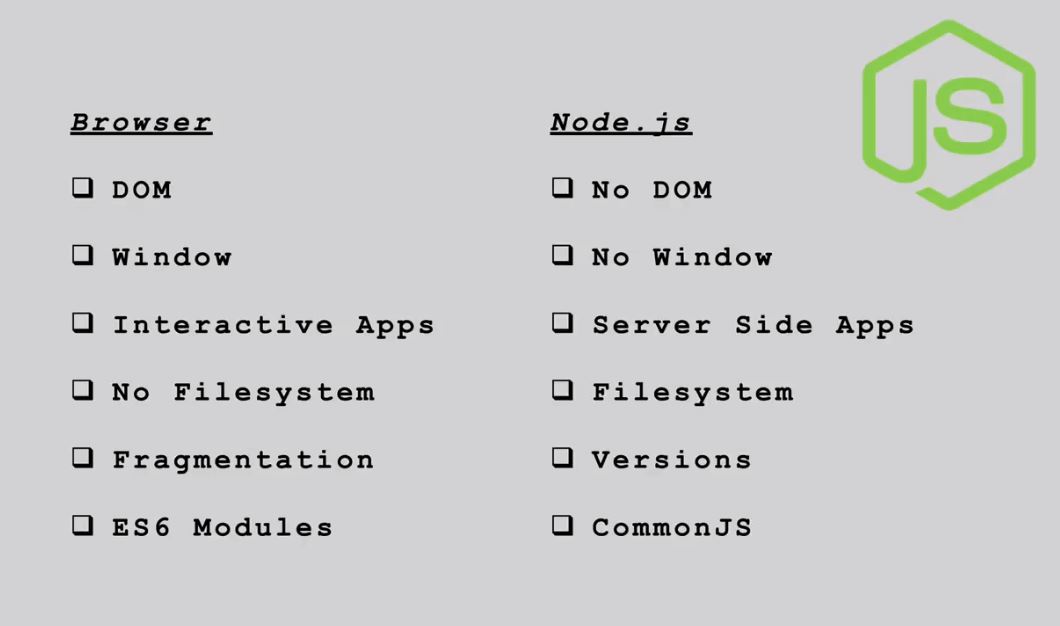 Browser
❑ DOM
❑ Window
❑ Interactive Apps
❑ No Filesystem
❑ Fragmentation
❑ ES6 Modules
Node.js
❑ No DOM
❑ No Window
❑ Server Side Apps
❑ Filesystem
❑ Versions
❑ CommonJS
JS